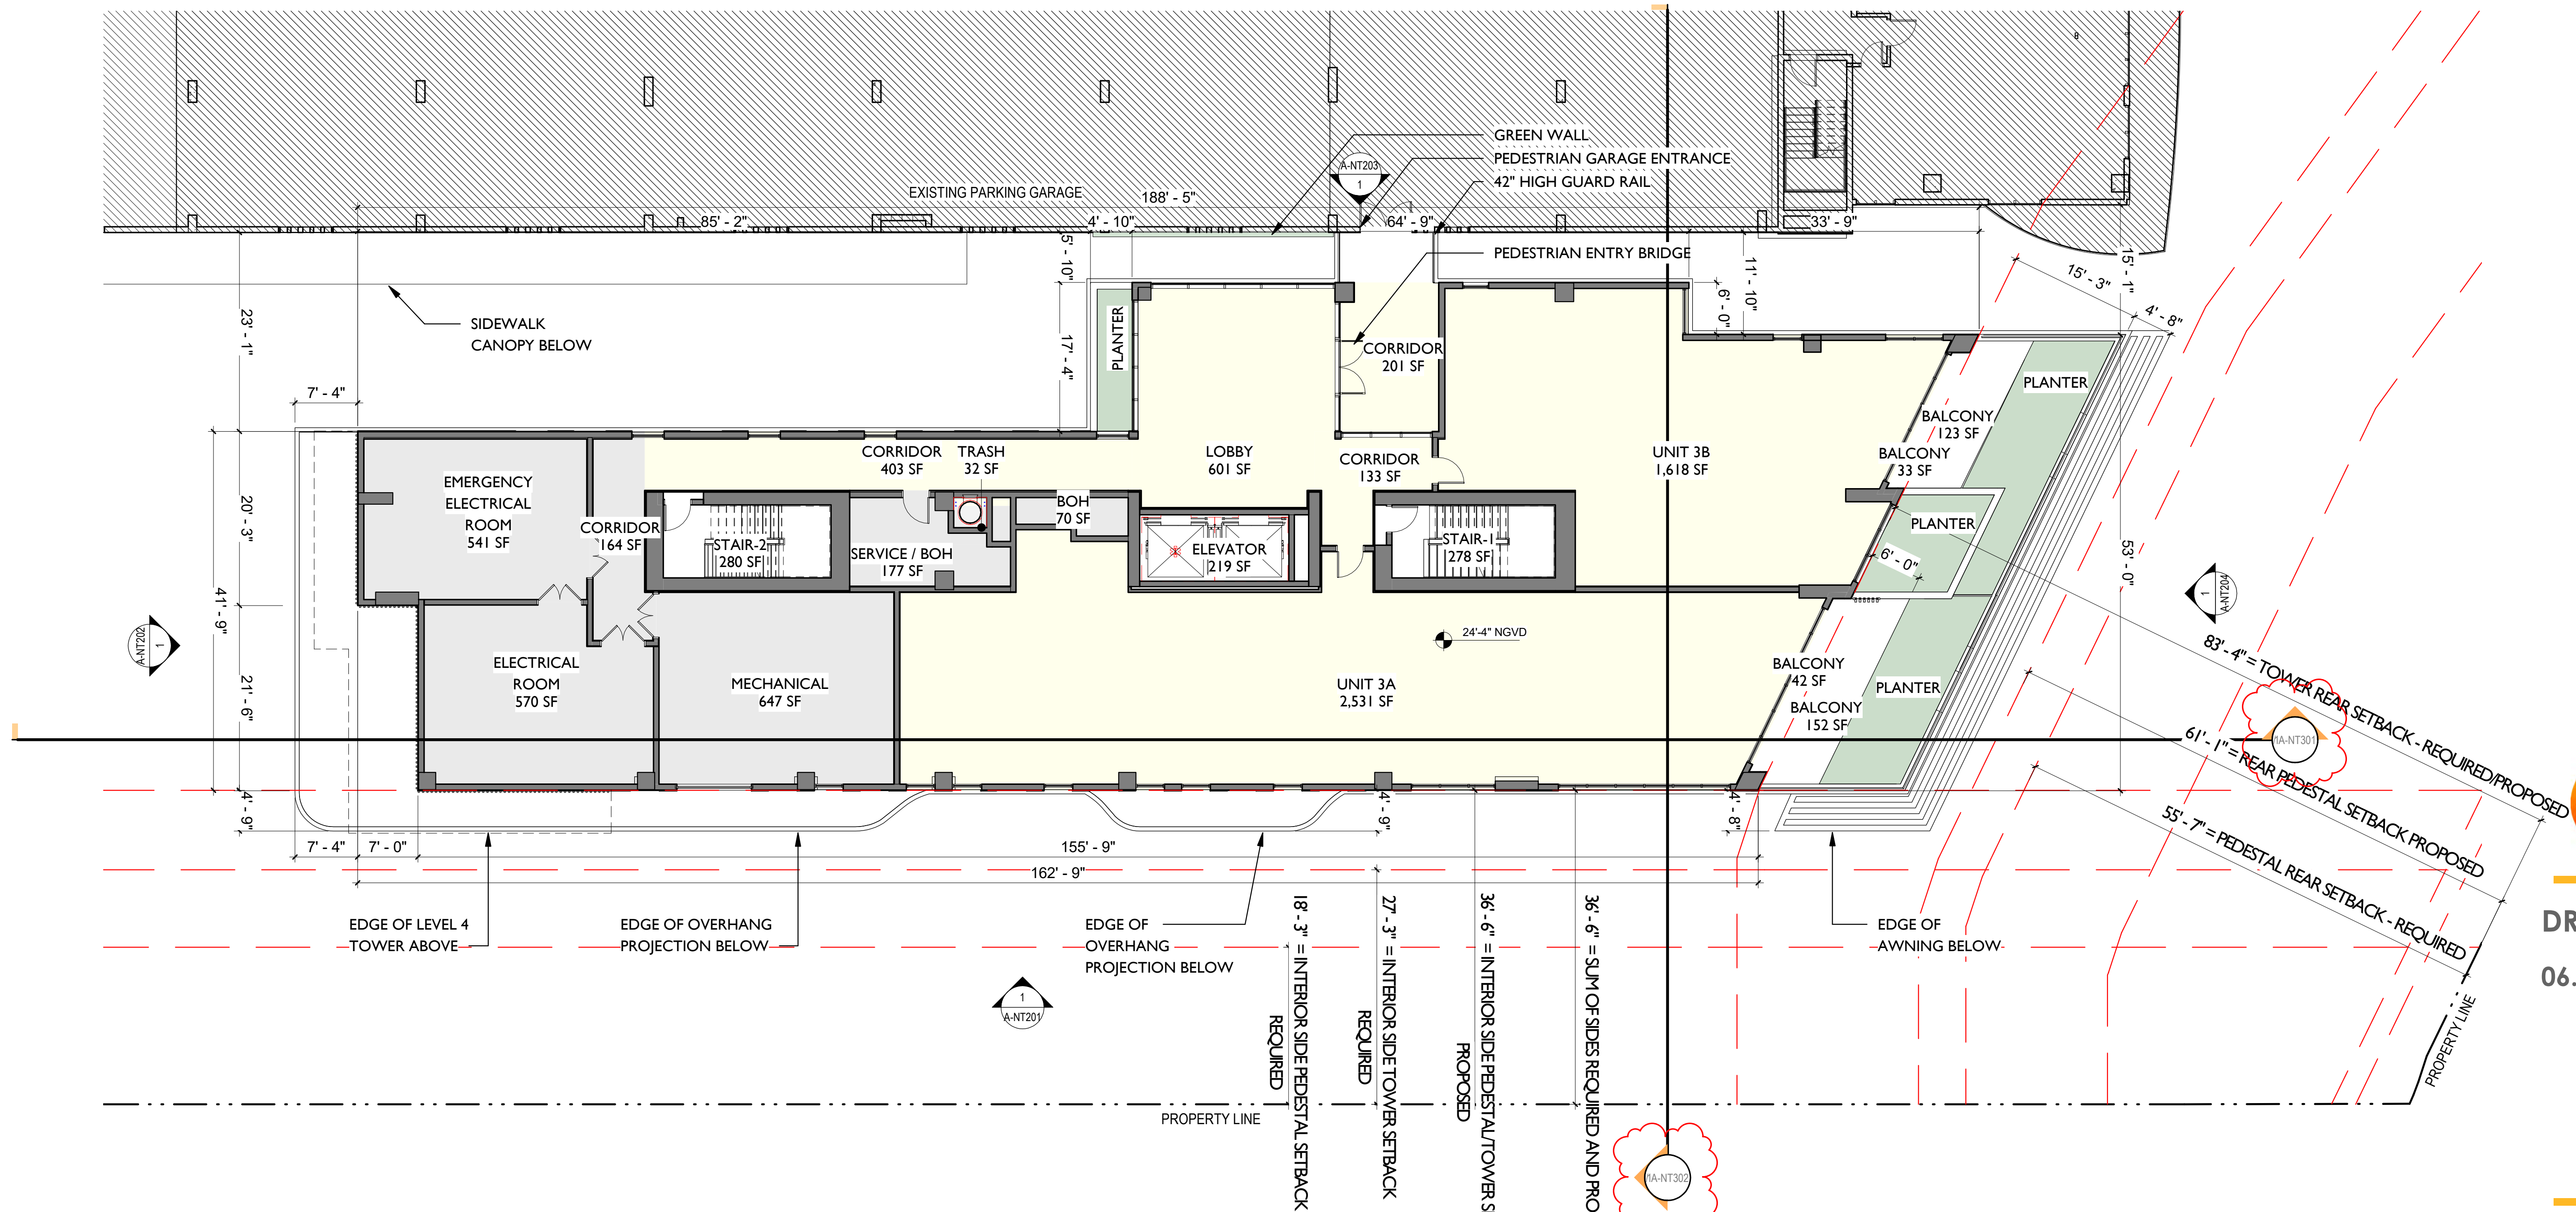 8
GREEN WALL
PEDESTRIAN GARAGE ENTRANCE
42" HIGH GUARD RAIL
A-NT203
1
EXISTING PARKING GARAGE
188' - 5"
85' - 2"
4' - 10"
64' - 9"
33' - 9"
PEDESTRIAN ENTRY BRIDGE
5' - 10"
11' - 10"
15' - 1"
15' - 3"
4' - 8"
6' - 0"
23' - 1"
SIDEWALK
CANOPY BELOW
PLANTER
17' - 4"
CORRIDOR
201 SF
PLANTER
7' - 4"
BALCONY
123 SF
BALCONY
33 SF
EMERGENCY
ELECTRICAL
ROOM
541 SF
CORRIDOR
403 SF
TRASH
32 SF
LOBBY
601 SF
CORRIDOR
133 SF
UNIT 3B
1,618 SF
BOH
70 SF
PLANTER
20' - 3"
CORRIDOR
164 SF
STAIR-2
280 SF
SERVICE / BOH
177 SF
ELEVATOR
219 SF
STAIR-1
278 SF
6' - 0"
53' - 0"
41' - 9"
A-NT202
1
1
A-NT204
24'-4" NGVD
21' - 6"
ELECTRICAL
ROOM
570 SF
MECHANICAL
647 SF
UNIT 3A
2,531 SF
BALCONY
42 SF
BALCONY
152 SF
PLANTER
83' - 4" = TOWER REAR SETBACK - REQUIRED/PROPOSED
61' - 1" = REAR PEDESTAL SETBACK PROPOSED
55' - 7" = PEDESTAL REAR SETBACK - REQUIRED
1A-NT301
4' - 9"
4' - 9"
4' - 8"
7' - 4"
7' - 0"
155' - 9"
162' - 9"
EDGE OF LEVEL 4
TOWER ABOVE
EDGE OF OVERHANG
PROJECTION BELOW
EDGE OF
OVERHANG
PROJECTION BELOW
EDGE OF
AWNING BELOW
18' - 3" = INTERIOR SIDE PEDESTAL SETBACK
REQUIRED
27' - 3" = INTERIOR SIDE TOWER SETBACK
REQUIRED
36' - 6" = INTERIOR SIDE PEDESTAL/TOWER S
PROPOSED
36' - 6" = SUM OF SIDES REQUIRED AND PRO
1
A-NT201
DR
06.
PROPERTY LINE
PROPERTY LINE
1A-NT302